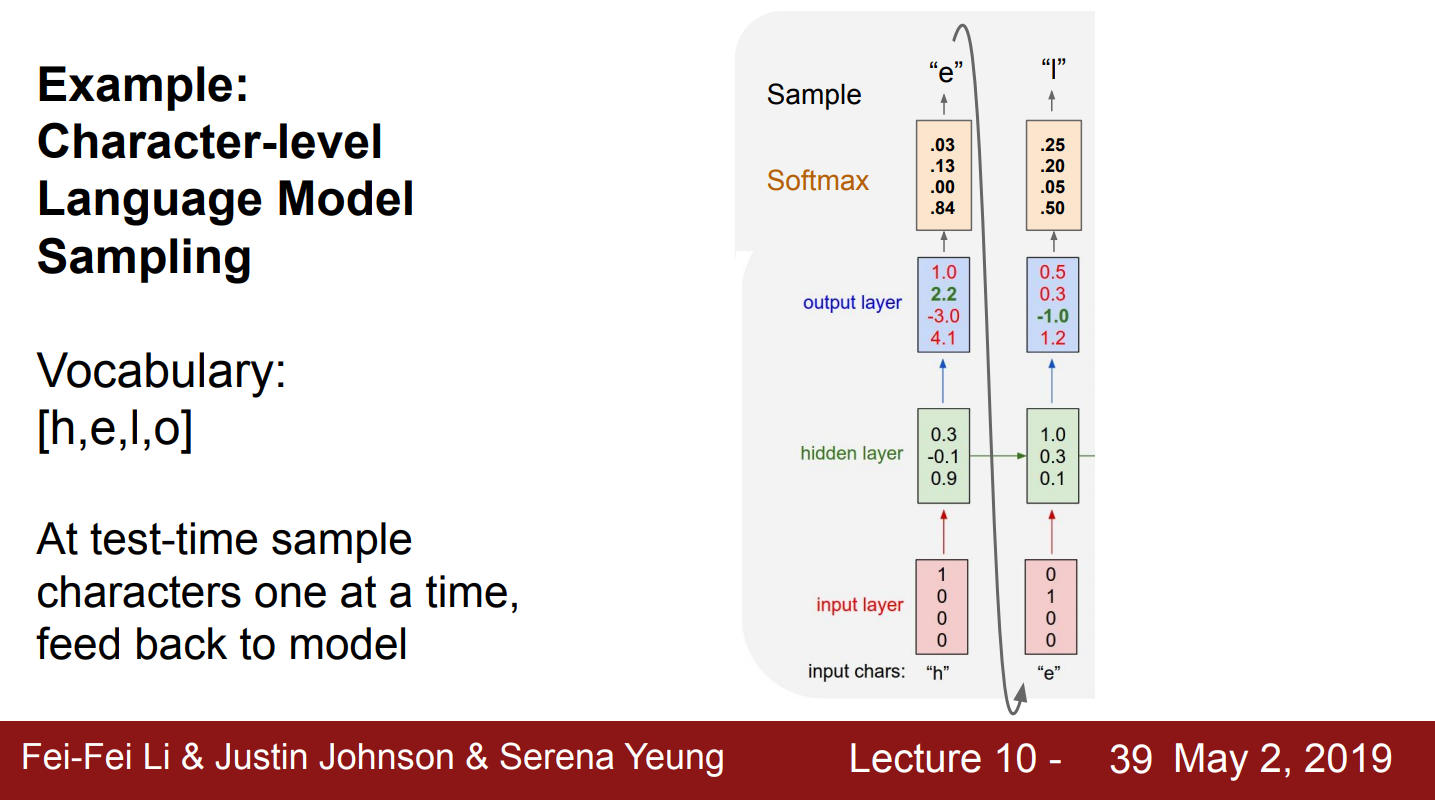 Example:
Character-level
Language Model
Sampling
Vocabulary:
[h,e,l,o]
At test-time sample
characters one at a time,
feed back to model
“e” “l”
Sample
Softmax
.03 .25
.13 .20
.00 .05
.84 .50
output layer
1.0 0.5
2.2 0.3
-3.0 -1.0
4.1 1.2
hidden layer
0.3 1.0
-0.1 0.3
0.9 0.1
input layer
1 0
0 1
0 0
0 0
input chars: “h” “e”
Fei-Fei Li & Justin Johnson & Serena Yeung Lecture 10 - 39 May 2, 2019